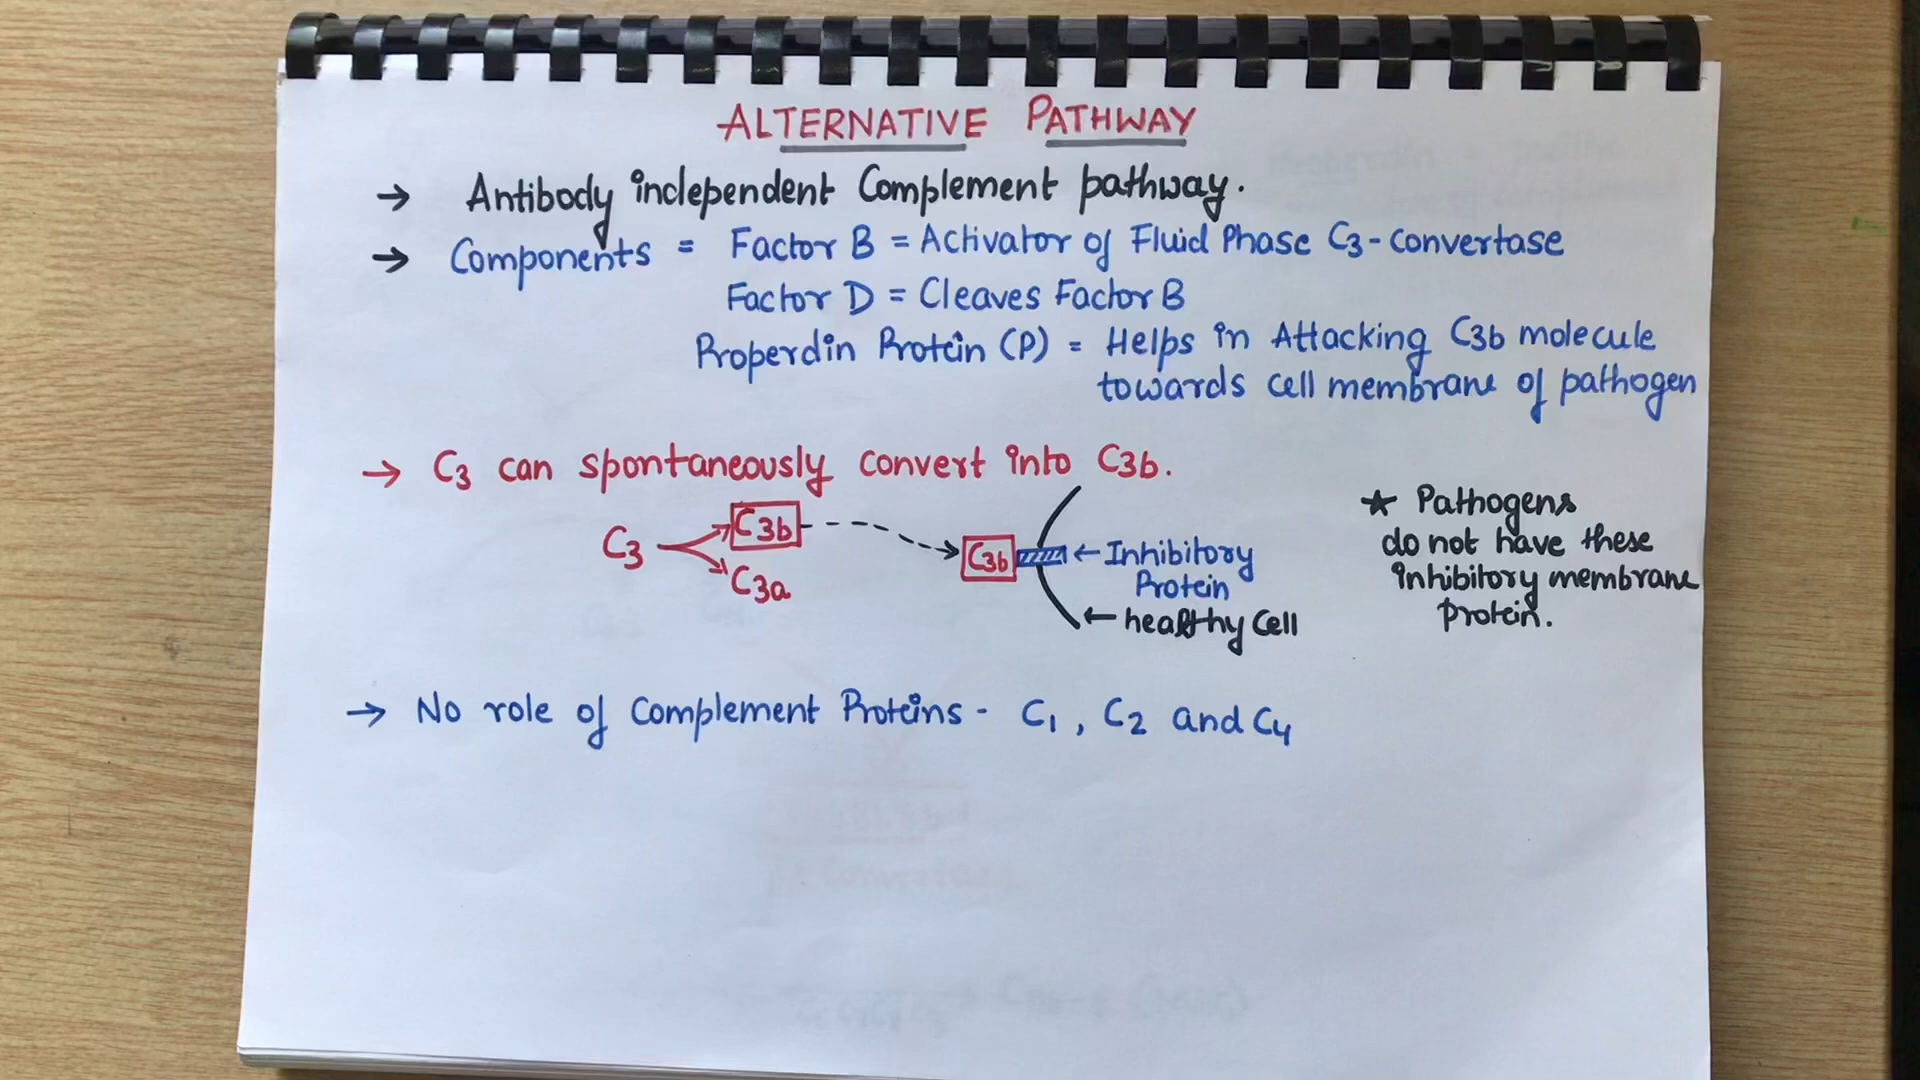 ALTERNATIVE PATHWAY
→ Antibody independent Complement pathway.
→ Components = Factor B = Activator of Fluid Phase C3-convertase
Factor D = Cleaves Factor B
Properdin Protein (P) = Helps in Attacking C3b molecule
towards cell membrane of pathogen
→ C3 can spontaneously convert into C3b.
C3
C3b
C3a
C3b
← Inhibitory
Protein
← healthy Cell
★ Pathogens
do not have these
inhibitory membrane
protein.
→ No role of Complement Proteins - C1, C2 and C4